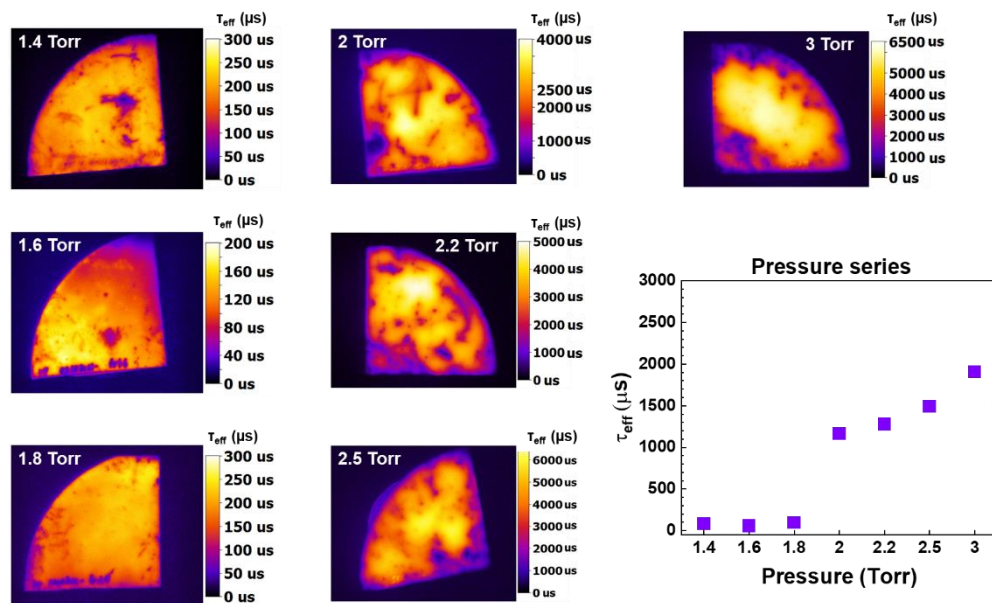 τeff (µs)
1.4 Torr
300 us
250 us
200 us
150 us
100 us
50 us
0 us
τeff (µs)
2 Torr
4000 us
2500 us
2000 us
1000 us
0 us
τeff (µs)
3 Torr
6500 us
5000 us
4000 us
3000 us
2000 us
1000 us
0 us
τeff (µs)
1.6 Torr
200 us
160 us
120 us
80 us
40 us
0 us
τeff (µs)
2.2 Torr
5000 us
4000 us
3000 us
2000 us
1000 us
0 us
τeff (µs)
1.8 Torr
300 us
250 us
200 us
150 us
100 us
50 us
0 us
τeff (µs)
2.5 Torr
6000 us
5000 us
4000 us
3000 us
2000 us
1000 us
0 us
Pressure series
τeff (µs)
3000
2500
2000
1500
1000
500
0
1.4 1.6 1.8 2 2.2 2.5 3
Pressure (Torr)